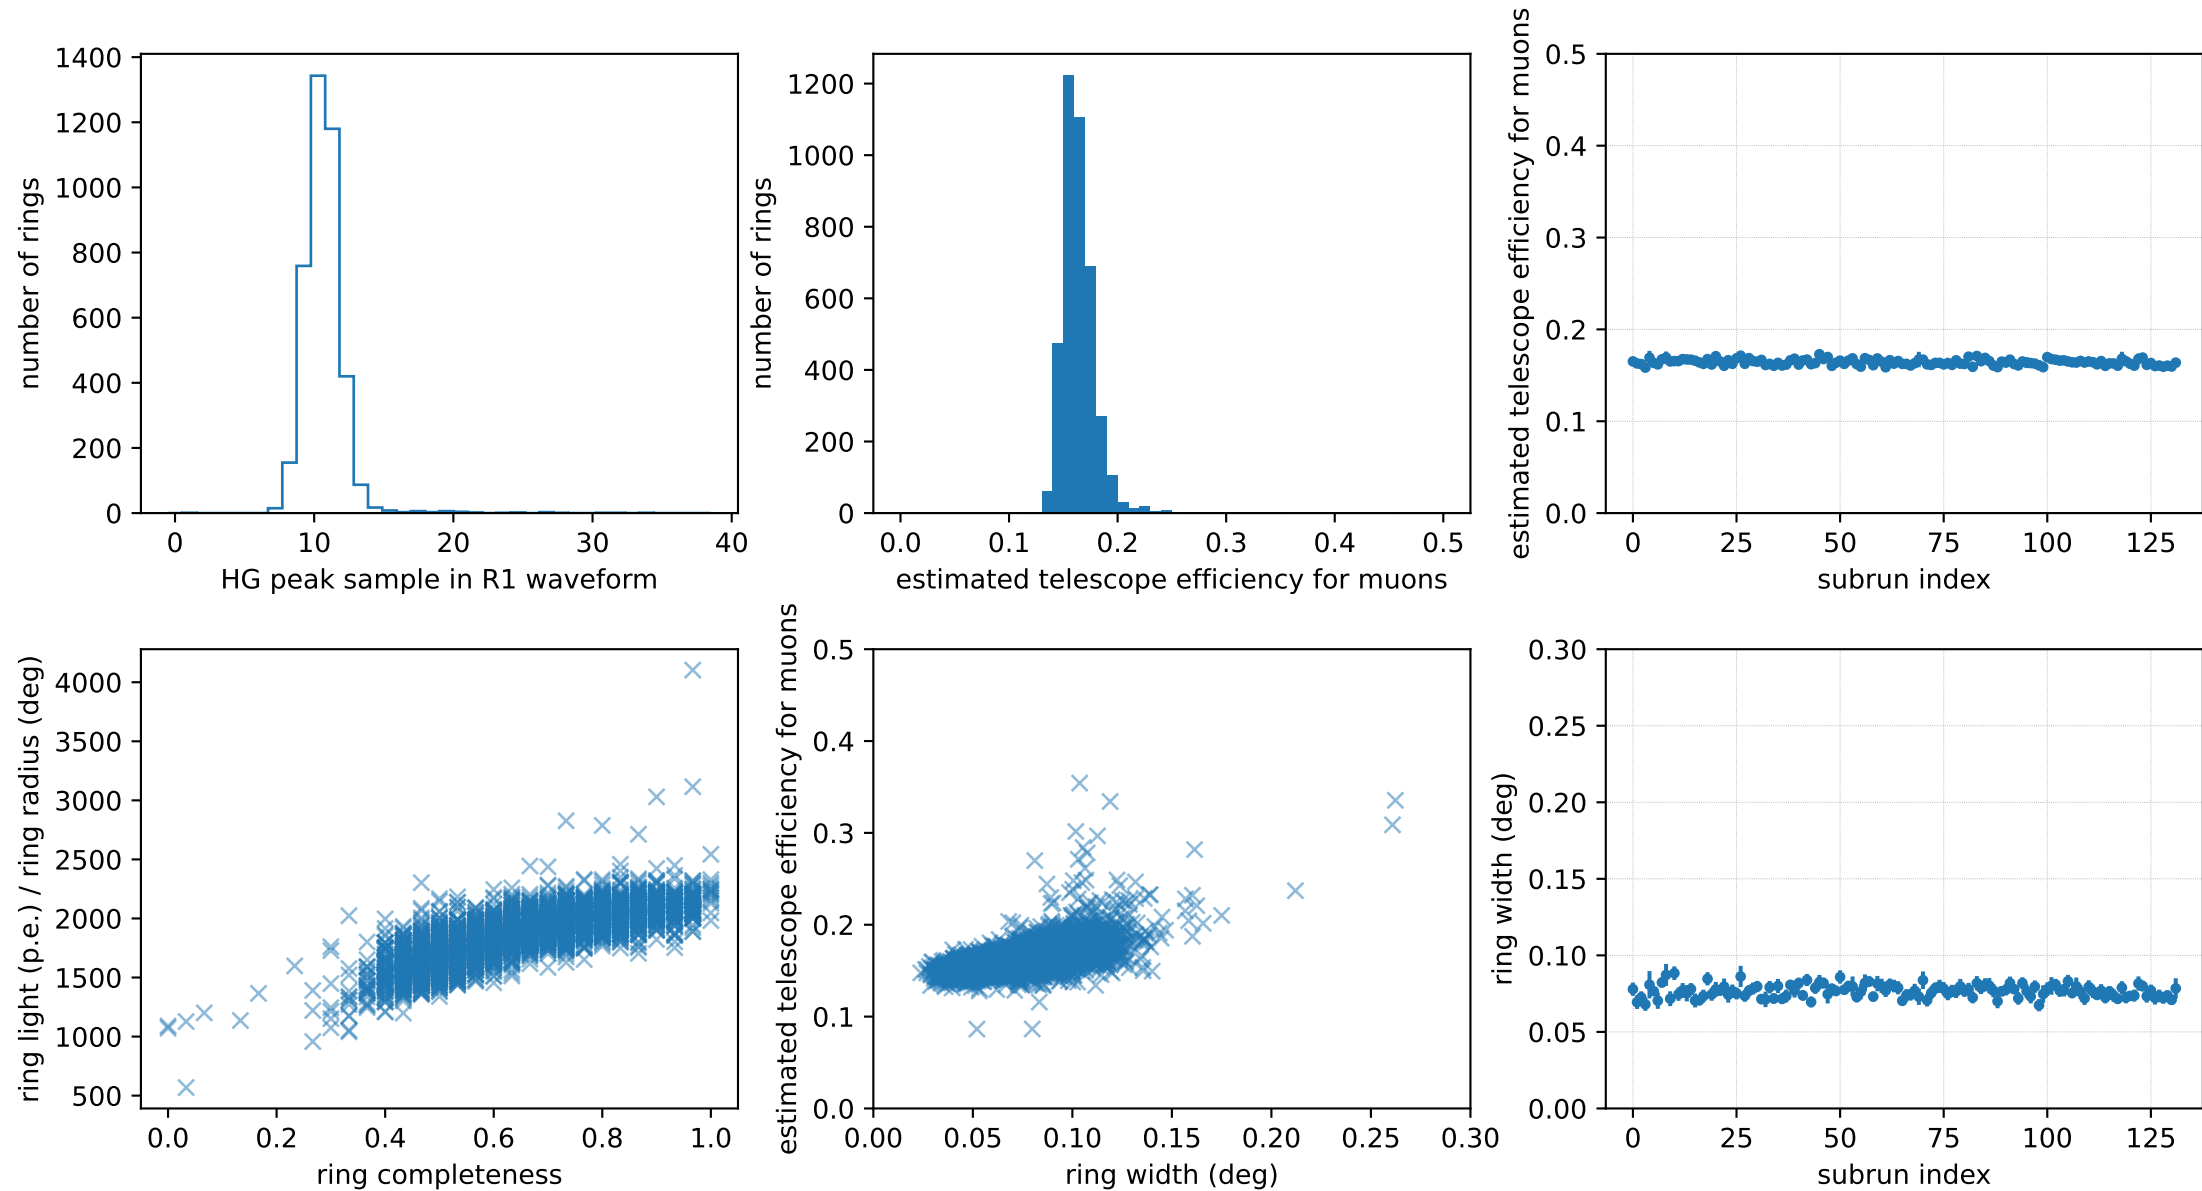 1400
1200
1000
800
600
400
200
0
number of rings
0 10 20 30 40
HG peak sample in R1 waveform
1200
1000
800
600
400
200
0
number of rings
0.0 0.1 0.2 0.3 0.4 0.5
estimated telescope efficiency for muons
0.5
0.4
0.3
0.2
0.1
0.0
estimated telescope efficiency for muons
0 25 50 75 100 125
subrun index
4000
3500
3000
2500
2000
1500
1000
500
ring light (p.e.) / ring radius (deg)
0.0 0.2 0.4 0.6 0.8 1.0
ring completeness
0.5
0.4
0.3
0.2
0.1
0.0
estimated telescope efficiency for muons
0.00 0.05 0.10 0.15 0.20 0.25 0.30
ring width (deg)
0.30
0.25
0.20
0.15
0.10
0.05
0.00
ring width (deg)
0 25 50 75 100 125
subrun index